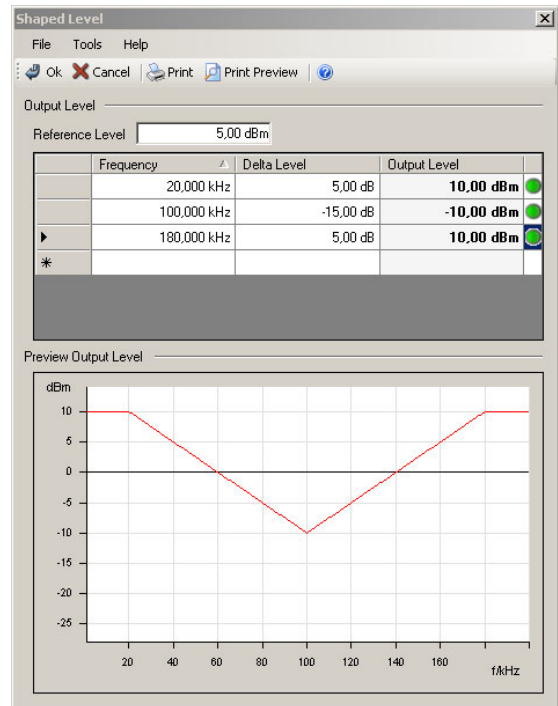 Shaped Level
File Tools Help
Ok Cancel Print Print Preview
Output Level
Reference Level 5,00 dBm
Frequency Delta Level Output Level
20,000 kHz 5,00 dB 10,00 dBm
100,000 kHz -15,00 dB -10,00 dBm
180,000 kHz 5,00 dB 10,00 dBm
*
Preview Output Level
dBm
10
5
0
-5
-10
-15
-20
-25
20 40 60 80 100 120 140 160 f/kHz